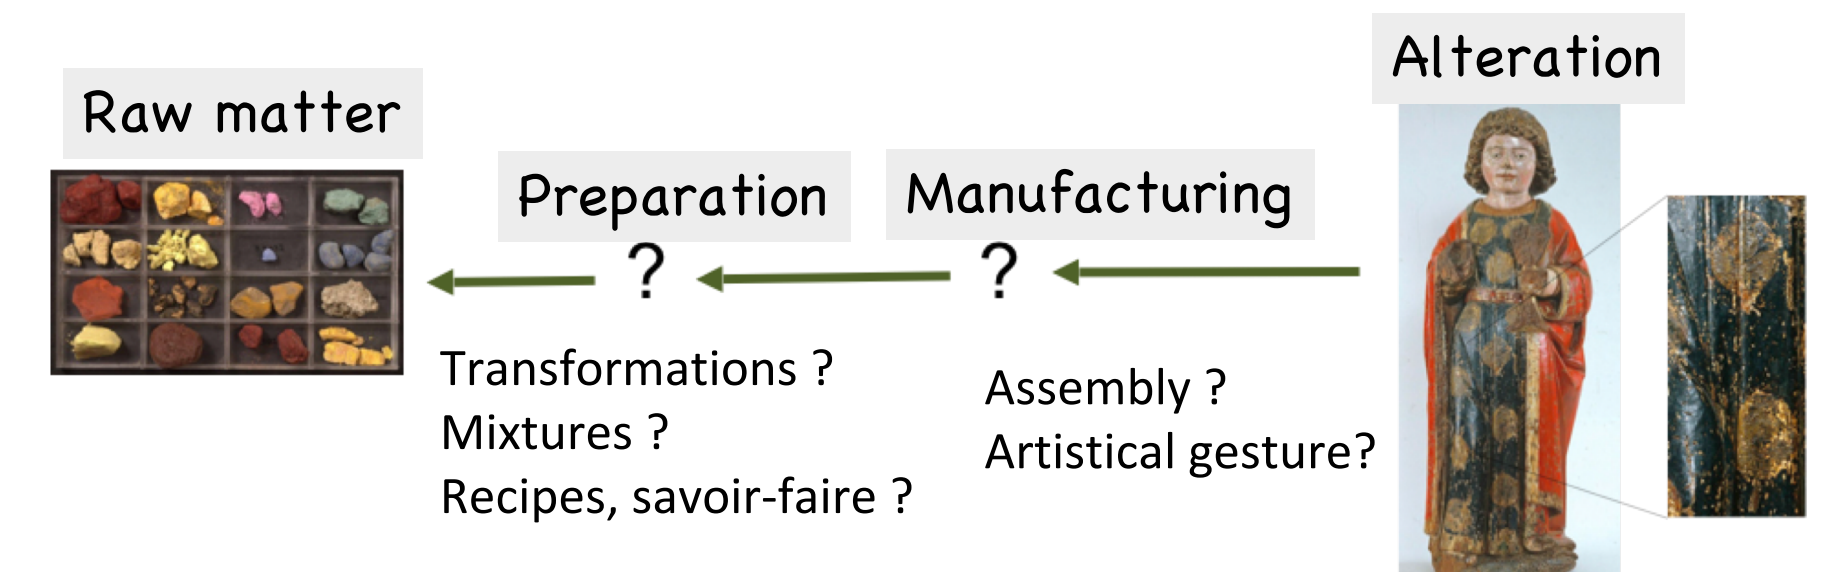 Raw matter
Preparation
Manufacturing
Alteration
?
?
Transformations ?
Mixtures ?
Recipes, savoir-faire ?
Assembly ?
Artistical gesture?